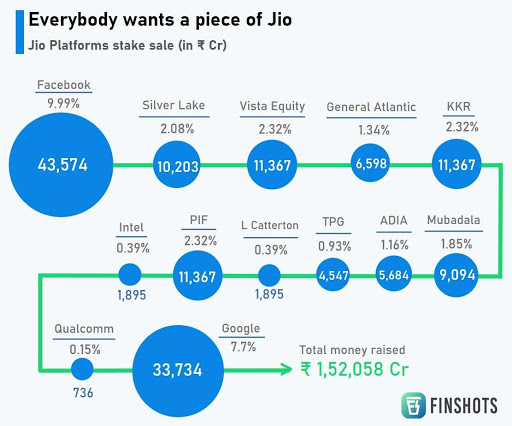 Everybody wants a piece of Jio
Jio Platforms stake sale (in ₹ Cr)
Facebook
9.99%
43,574
Silver Lake
2.08%
10,203
Vista Equity
2.32%
11,367
General Atlantic
1.34%
6,598
KKR
2.32%
11,367
Mubadala
1.85%
9,094
ADIA
1.16%
5,684
TPG
0.93%
4,547
L Catterton
0.39%
1,895
PIF
2.32%
11,367
Intel
0.39%
1,895
Qualcomm
0.15%
736
Google
7.7%
33,734
Total money raised
₹ 1,52,058 Cr
FINSHOTS